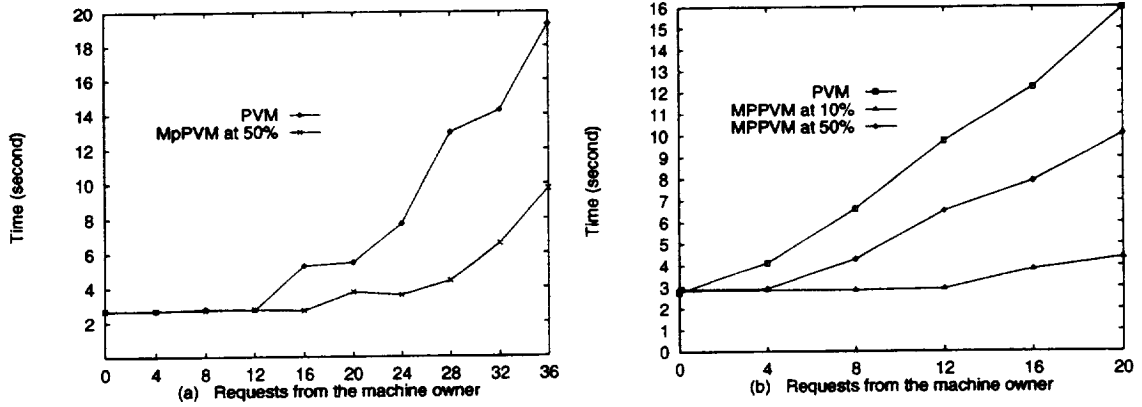 20
18
16
14
12
10
8
6
4
2
Time (second)
PVM
MpPVM at 50%
0 4 8 12 16 20 24 28 32 36
(a) Requests from the machine owner
16
15
14
13
12
11
10
9
8
7
6
5
4
3
2
1
0
Time (second)
PVM
MPPVM at 10%
MPPVM at 50%
0 4 8 12 16 20
(b) Requests from the machine owner